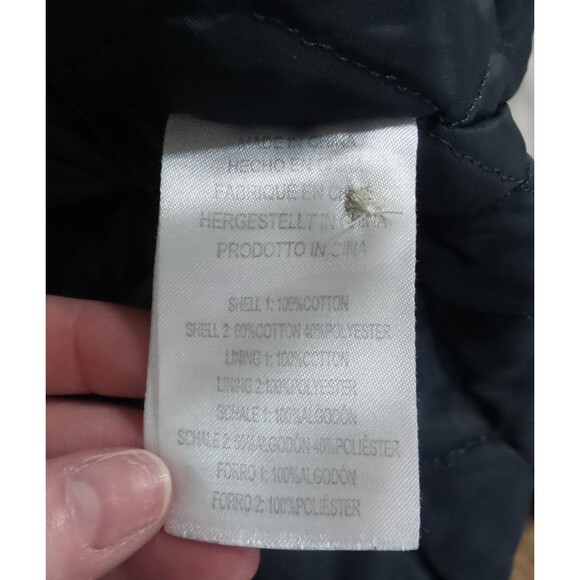 MADE IN CHINA
HECHO EN
FABRIQUE EN
HERGESTELLT IN
PRODOTTO IN CINA
SHELL 1: 100%COTTON
SHELL 2: 60%COTTON 40%POLYESTER
LINING 1: 100%COTTON
LINING 2:100%POLYESTER
SCHALE 1: 100%ALGODÓN
SCHALE 2: 60%ALGODÓN 40%POLIÉSTER
FORRO 1: 100%ALGODÓN
FORRO 2: 100%POLIÉSTER